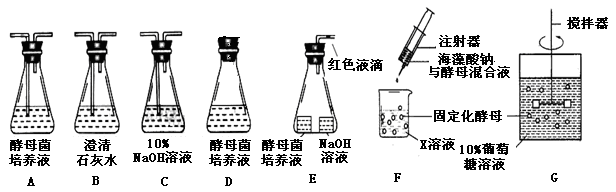 注射器
海藻酸钠
与酵母混合液
搅拌器
红色液滴
固定化酵母
酵母菌
培养液
澄清
石灰水
10%
NaOH溶液
酵母菌
培养液
酵母菌
培养液
NaOH
溶液
X溶液
10%葡萄
糖溶液
A
B
C
D
E
F
G